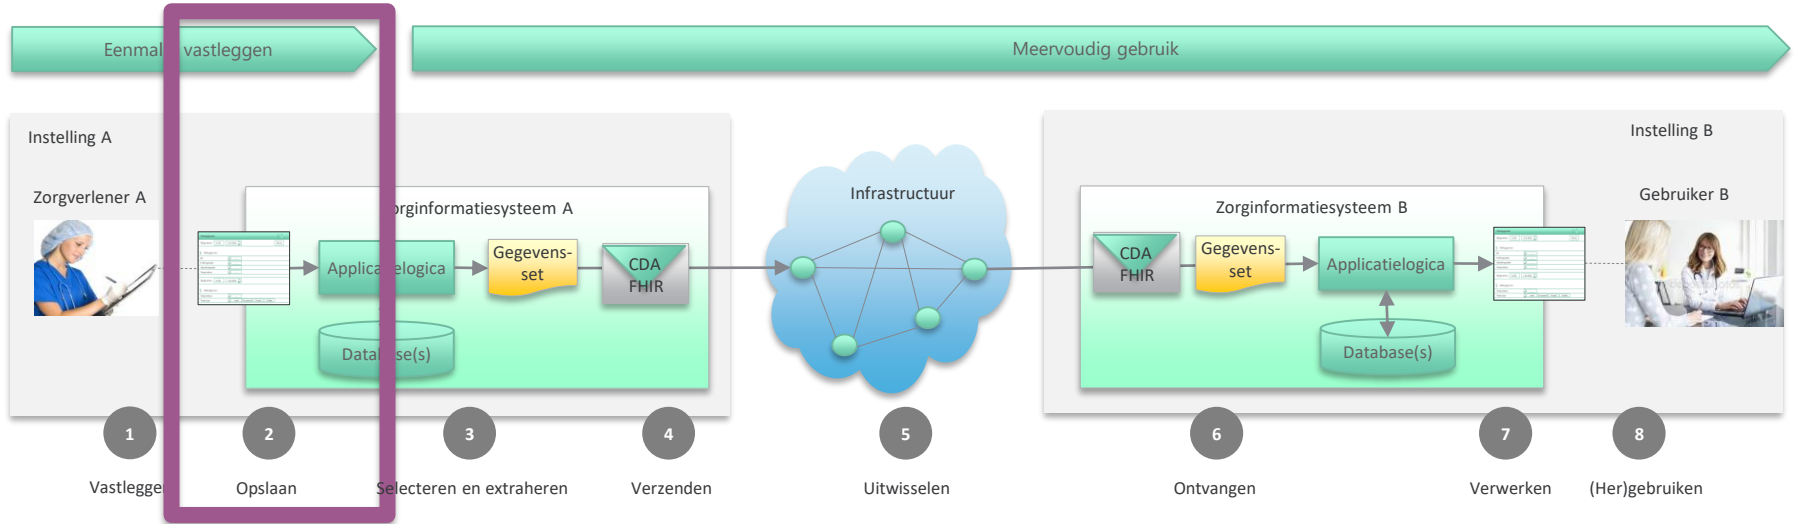 Eenmalig vastleggen
Meervoudig gebruik
Instelling A
Instelling B
Zorgverlener A
Zorginformatiesysteem A
Infrastructuur
Zorginformatiesysteem B
Gebruiker B
Applicatielogica
Gegevens-
set
CDA
FHIR
CDA
FHIR
Gegevens-
set
Applicatielogica
Database(s)
Database(s)
1
2
3
4
5
6
7
8
Vastleggen
Opslaan
Selecteren en extraheren
Verzenden
Uitwisselen
Ontvangen
Verwerken
(Her)gebruiken